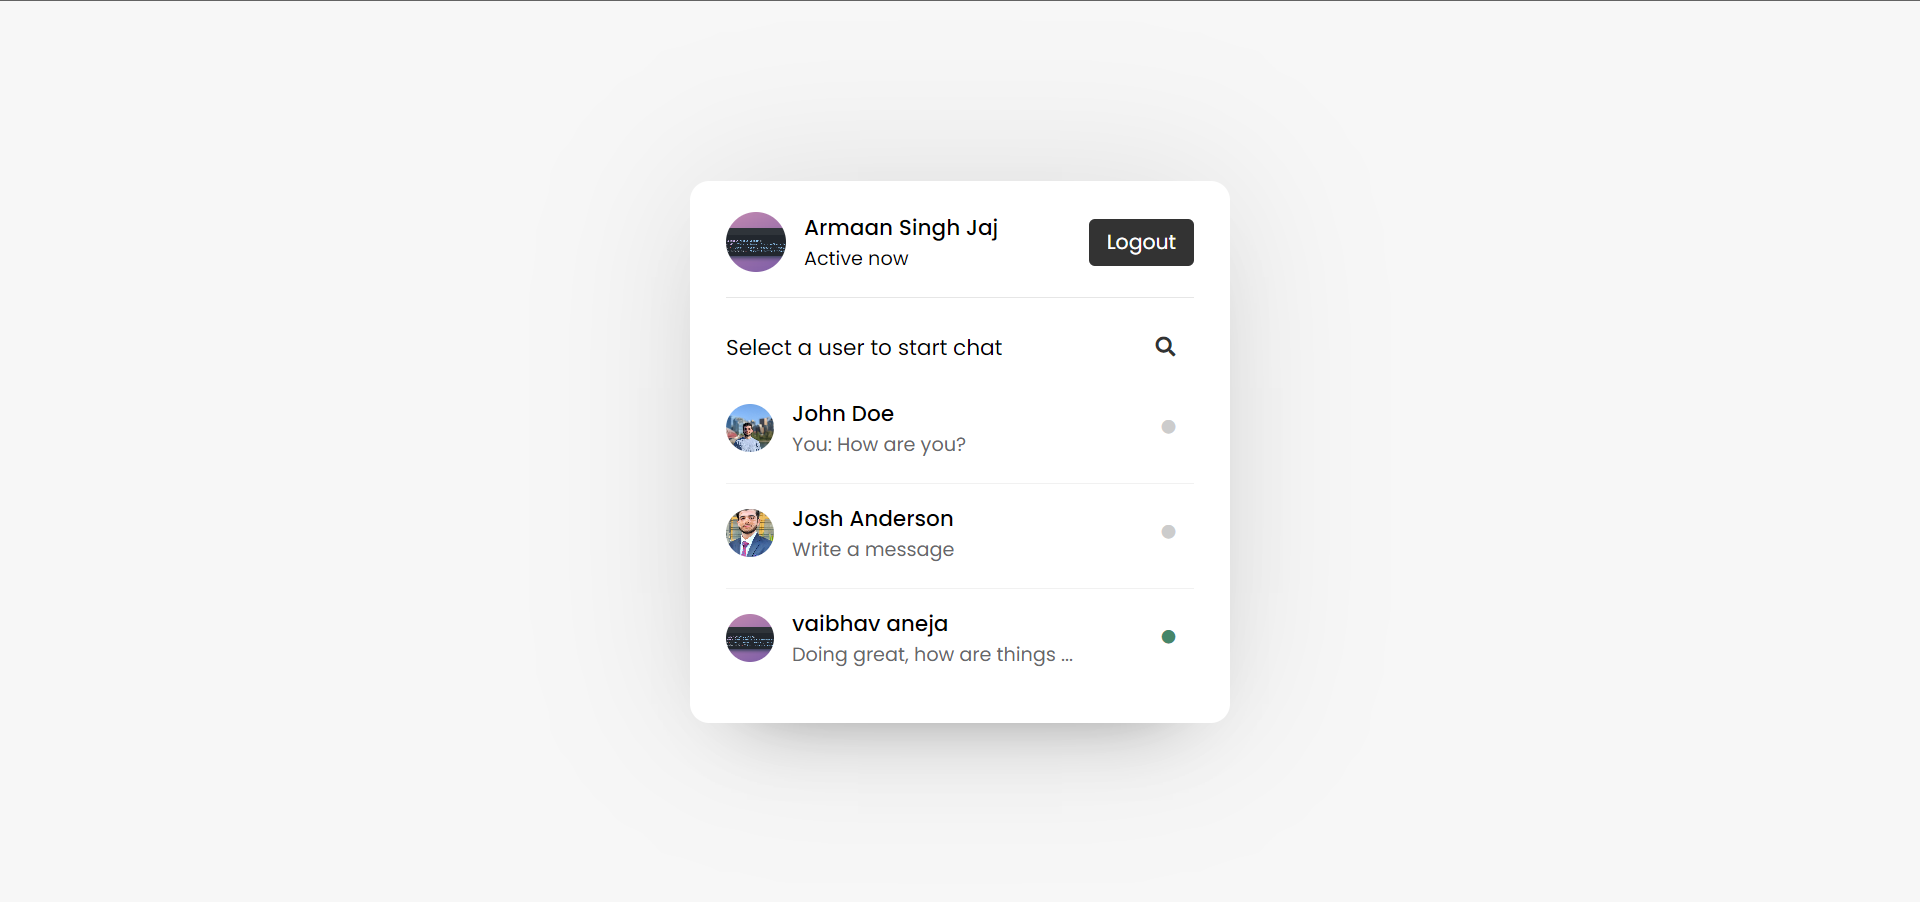 Armaan Singh Jaj
Active now
Logout
Select a user to start chat
John Doe
You: How are you?
Josh Anderson
Write a message
vaibhav aneja
Doing great, how are things ...